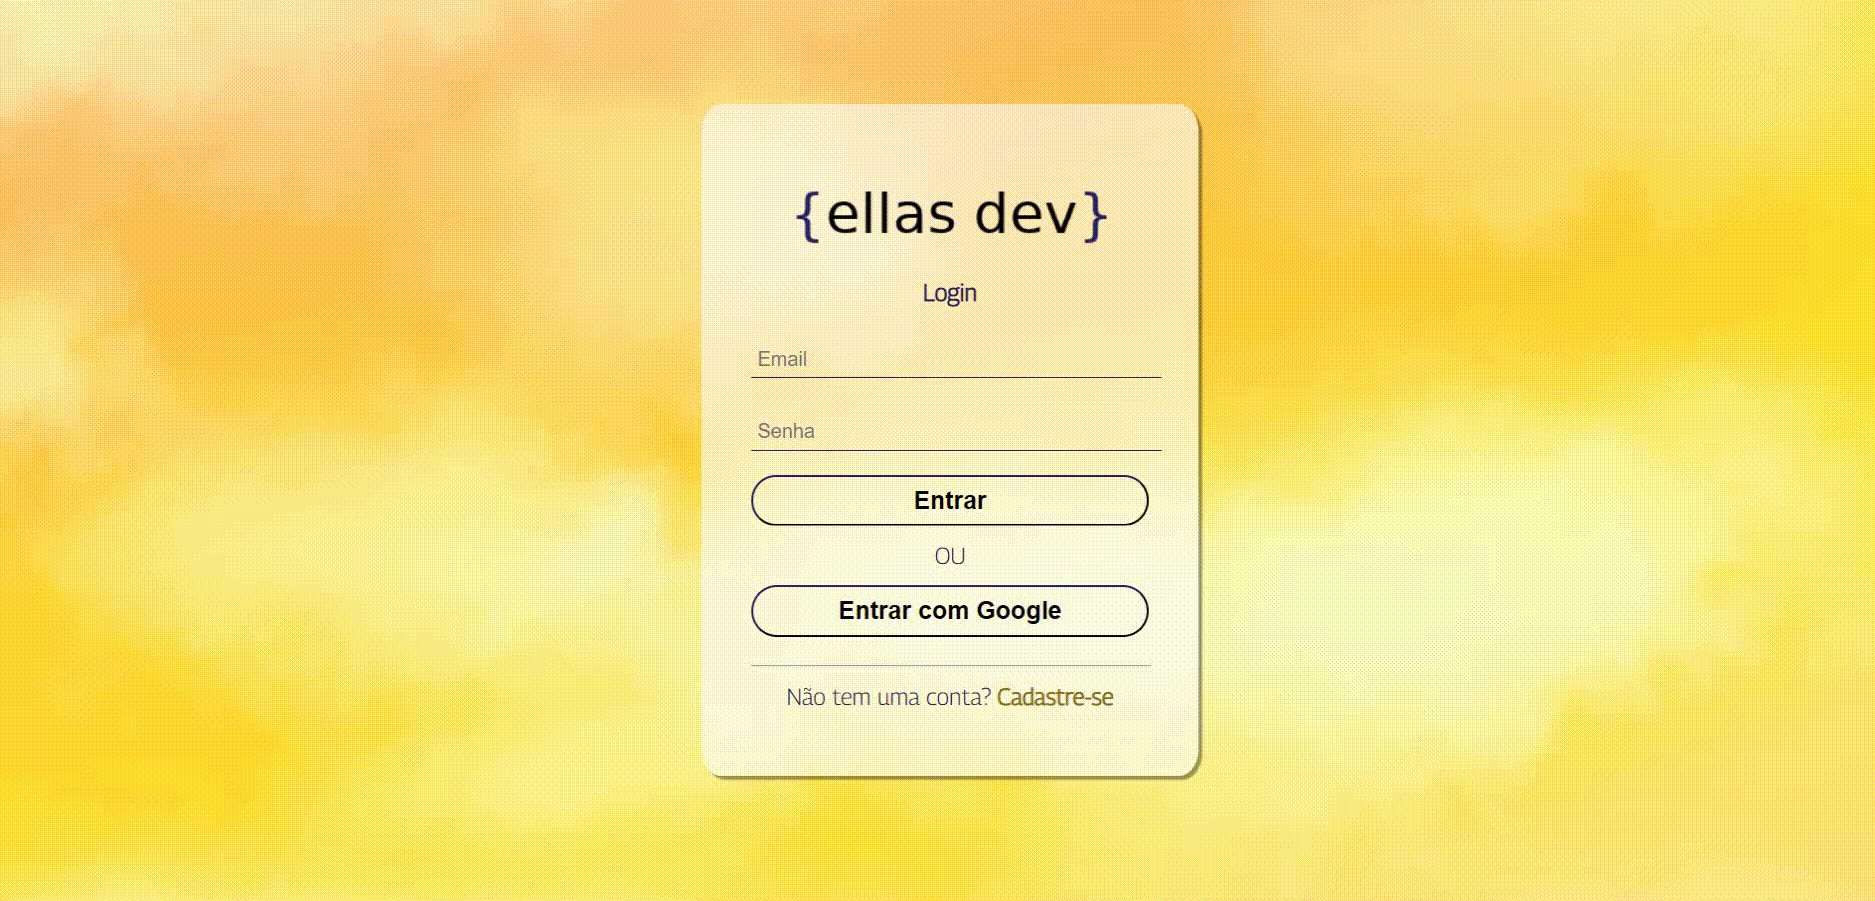 {ellas dev}
Login
Email
Senha
Entrar
OU
Entrar com Google
Não tem uma conta? Cadastre-se